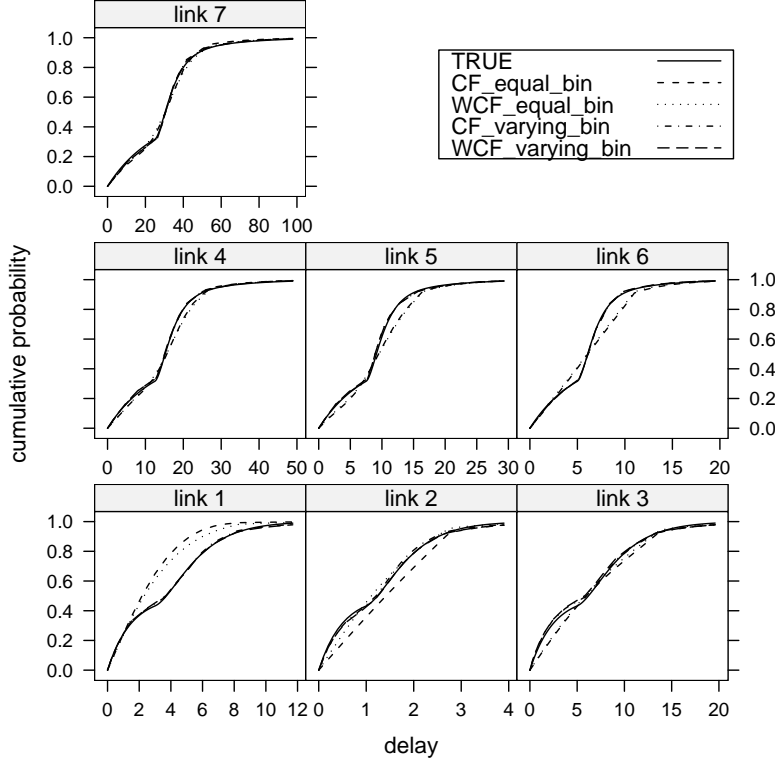 link 7
1.0
0.8
0.6
0.4
0.2
0.0
0 20 40 60 80 100
TRUE
CF_equal_bin
WCF_equal_bin
CF_varying_bin
WCF_varying_bin
cumulative probability
link 4
link 5
link 6
1.0
0.8
0.6
0.4
0.2
0.0
0 10 20 30 40 50
0 5 10 15 20 25 30
0 5 10 15 20
link 1
link 2
link 3
1.0
0.8
0.6
0.4
0.2
0.0
0 2 4 6 8 10 12
0 1 2 3 4
0 5 10 15 20
delay